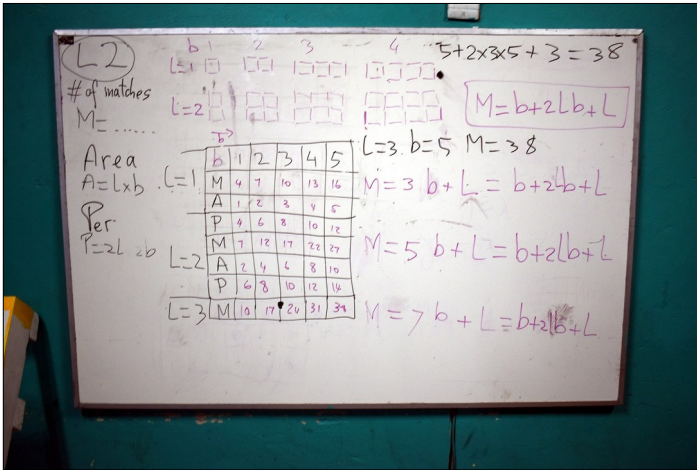 L2
b 1 2 3 4
L=1
L=2
5+2x3x5+3=38
# of matches
M=......
M=b+2Lb+L
Area
A=Lxb
Per
P=2L 2b
b
b 1 2 3 4 5
L=1 M 4 7 10 13 16
A 1 2 3 4 5
P 4 6 8 10 12
L=2 M 7 12 17 22 27
A 2 4 6 8 10
P 6 8 10 12 14
L=3 M 10 17 24 31 38
L=3 b=5 M=38
M=3 b+L=b+2lb+L
M=5 b+L=b+2lb+L
M=7 b+L=b+2lb+L